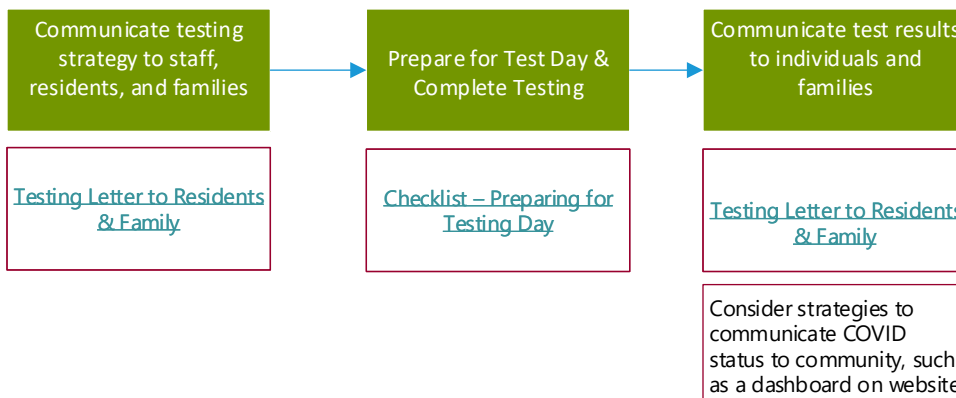 Communicate testing
strategy to staff,
residents, and families
Prepare for Test Day &
Complete Testing
Communicate test results
to individuals and
families
Testing Letter to Residents
& Family
Checklist – Preparing for
Testing Day
Testing Letter to Residents
& Family
Consider strategies to
communicate COVID
status to community, such
as a dashboard on website